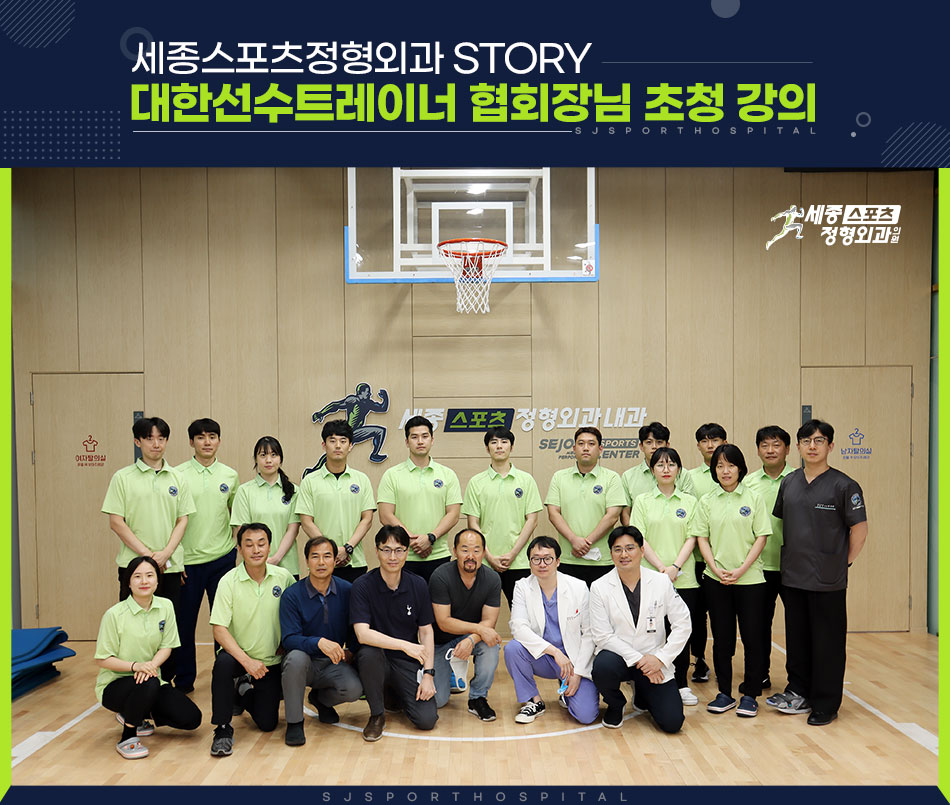 세종스포츠정형외과 STORY
대한선수트레이너 협회장님 초청 강의
SJSPORTHOSPITAL
세종 스포츠
정형외과의원
세종 스포츠 정형외과 내과
SEJO SPORTS
PERFO CENTER
여자탈의실
남자탈의실
SJSPORTHOSPITAL